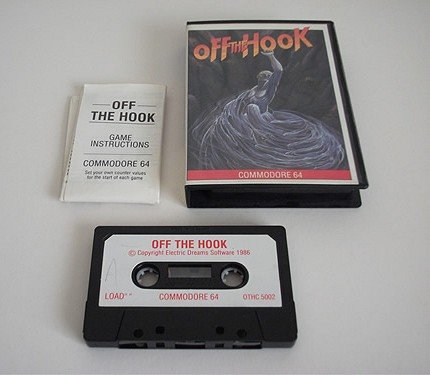 OFF THE HOOK
COMMODORE 64
OFF
THE HOOK
GAME
INSTRUCTIONS
COMMODORE 64
Set your own counter values
for the start of each game
OFF THE HOOK
© Copyright Electric Dreams Software 1986
A
LOAD""
COMMODORE 64
OTHC 5002